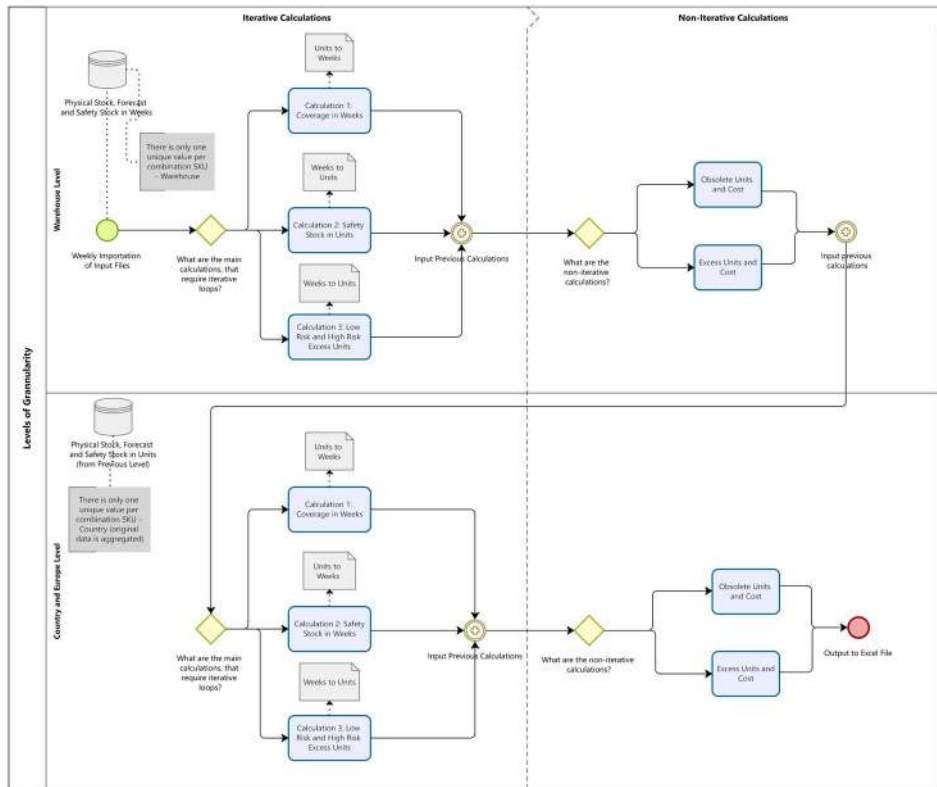 Iterative Calculations
Non-Iterative Calculations
Levels of Grannularity
Warehouse Level
Physical Stock, Forecast
and Safety Stock in Weeks
There is only one
unique value per
combination SKU
- Warehouse
Weekly Importation
of Input Files
What are the main
calculations, that
require iterative
loops?
Units to
Weeks
Calculation 1:
Coverage in Weeks
Weeks to
Units
Calculation 2: Safety
Stock in Units
Weeks to Units
Calculation 3: Low
Risk and High Risk
Excess Units
Input Previous Calculations
What are the
non-iterative
calculations?
Obsolete Units
and Cost
Excess Units and
Cost
Input previous
calculations
Country and Europe Level
Physical Stock, Forecast
and Safety Stock in Units
(from Previous Level)
There is only one
unique value per
combination SKU -
Country (original
data is aggregated)
What are the main
calculations, that
require iterative
loops?
Units to
Weeks
Calculation 1:
Coverage in Weeks
Units to
Weeks
Calculation 2: Safety
Stock in Weeks
Weeks to Units
Calculation 3: Low
Risk and High Risk
Excess Units
Input Previous Calculations
What are the non-iterative
calculations?
Obsolete Units
and Cost
Excess Units and
Cost
Output to Excel File